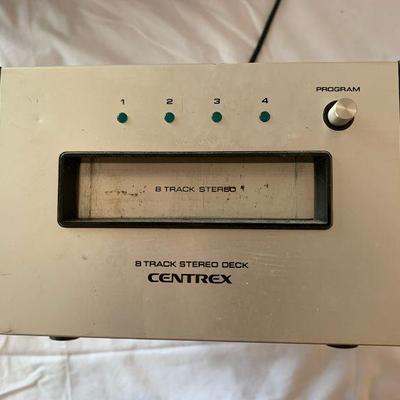 PROGRAM
1 2 3 4
8 TRACK STEREO
8 TRACK STEREO DECK
CENTREX